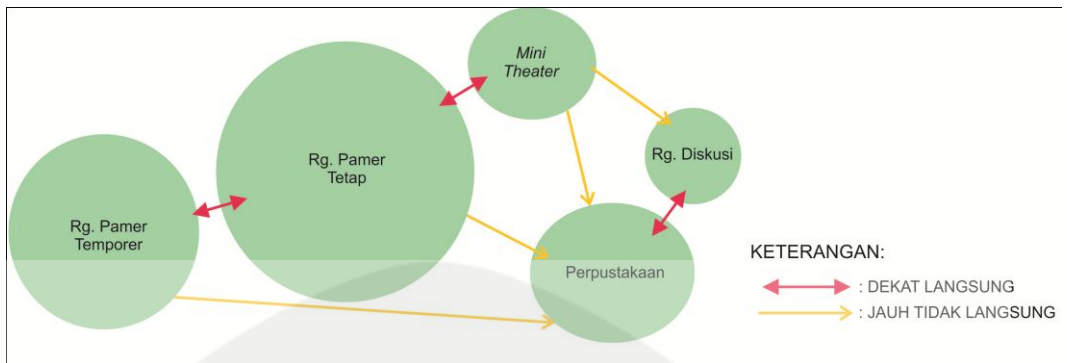 Mini
Theater
Rg. Pamer
Tetap
Rg. Diskusi
Rg. Pamer
Temporer
Perpustakaan
KETERANGAN:
: DEKAT LANGSUNG
: JAUH TIDAK LANGSUNG